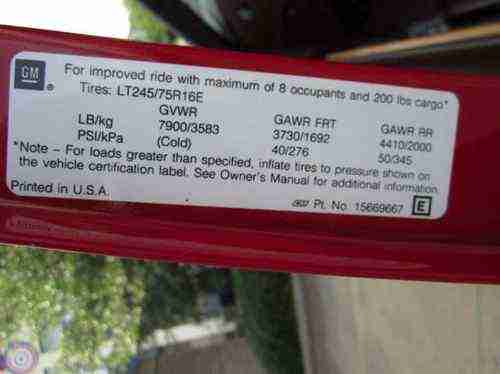 GM
®
For improved ride with maximum of 8 occupants and 200 lbs cargo*
Tires: LT245/75R16E
GVWR GAWR FRT GAWR RR
LB/kg 7900/3583 3730/1692 4410/2000
PSI/kPa (Cold) 40/276 50/345
*Note - For loads greater than specified, inflate tires to pressure shown on
the vehicle certification label. See Owner's Manual for additional information
Printed in U.S.A. Pt. No 15669667 E